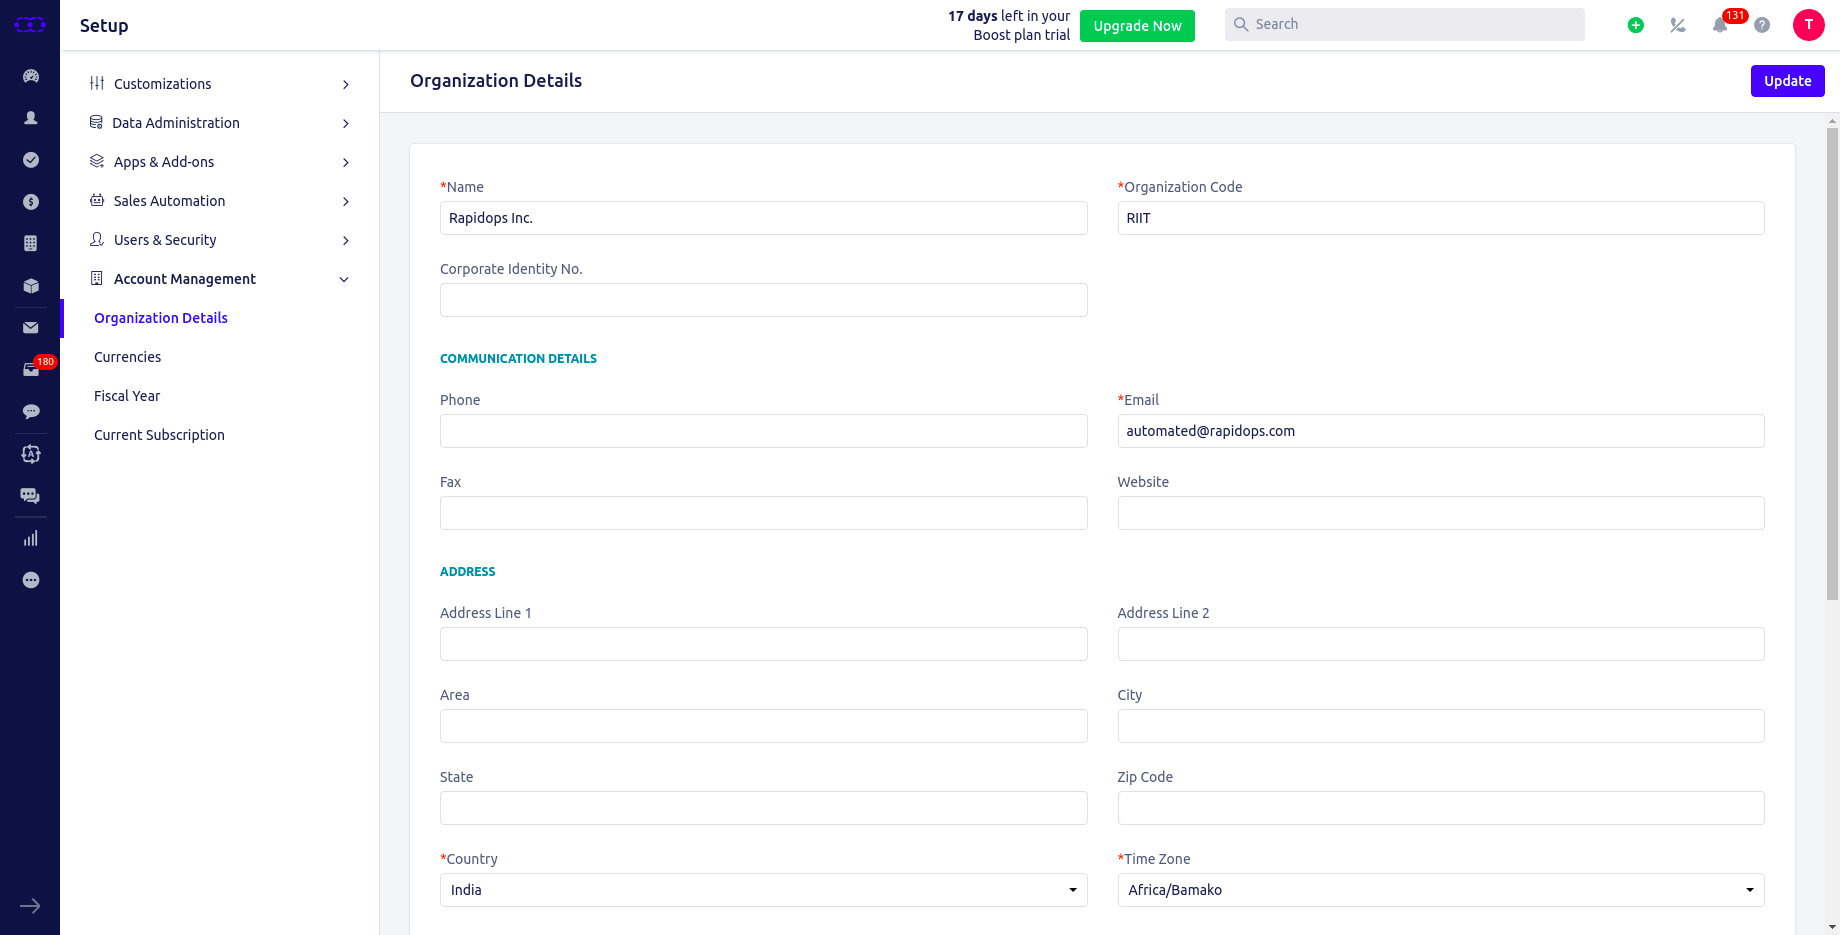 Setup
17 days left in your
Boost plan trial
Upgrade Now
Search
131
?
T
Customizations
Data Administration
Apps & Add-ons
Sales Automation
Users & Security
Account Management
Organization Details
Currencies
Fiscal Year
Current Subscription
180
Organization Details
Update
*Name
Rapidops Inc.
*Organization Code
RIIT
Corporate Identity No.
COMMUNICATION DETAILS
Phone
*Email
automated@rapidops.com
Fax
Website
ADDRESS
Address Line 1
Address Line 2
Area
City
State
Zip Code
*Country
India
*Time Zone
Africa/Bamako